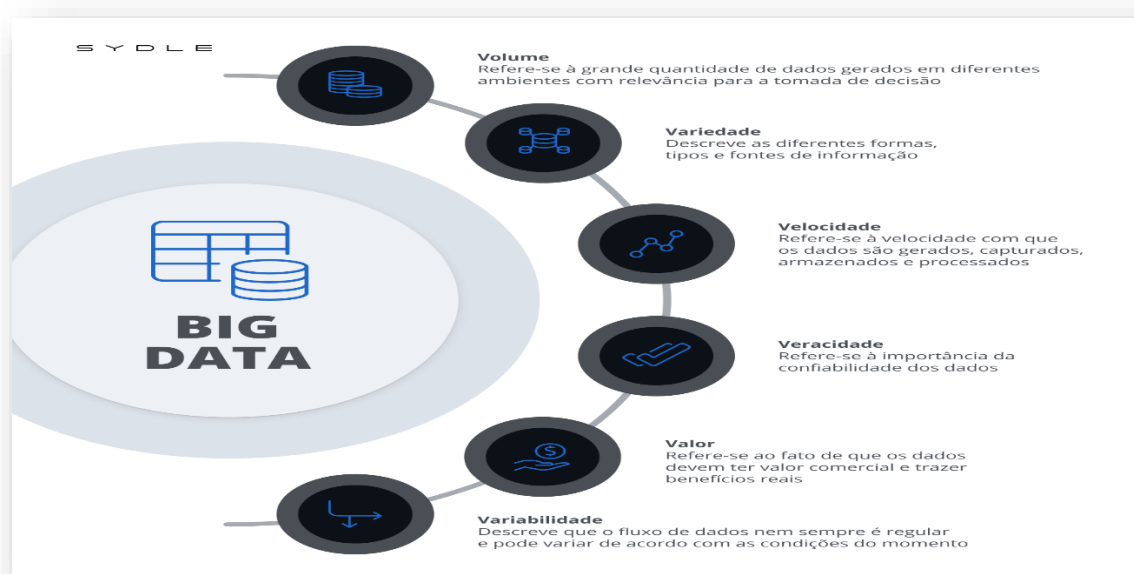 SYDLE
Volume
Refere-se à grande quantidade de dados gerados em diferentes
ambientes com relevância para a tomada de decisão
Variedade
Descreve as diferentes formas,
tipos e fontes de informação
Velocidade
Refere-se à velocidade com que
os dados são gerados, capturados,
armazenados e processados
BIG
DATA
Veracidade
Refere-se à importância da
confiabilidade dos dados
Valor
Refere-se ao fato de que os dados
devem ter valor comercial e trazer
benefícios reais
Variabilidade
Descreve que o fluxo de dados nem sempre é regular
e pode variar de acordo com as condições do momento